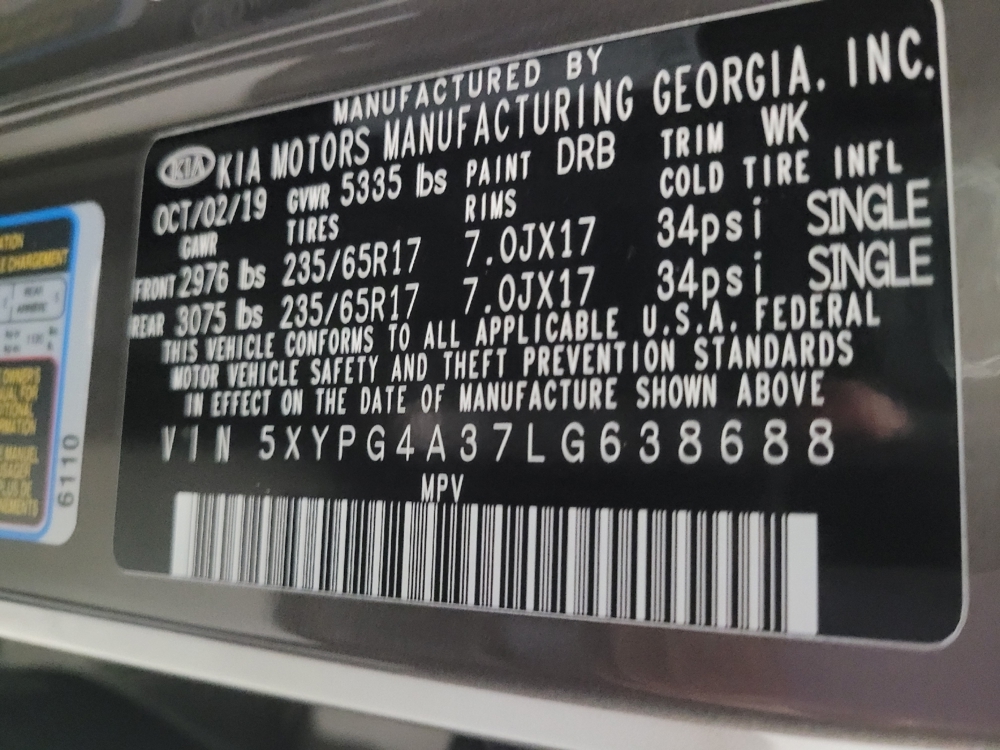 MANUFACTURED BY
KIA KIA MOTORS MANUFACTURING GEORGIA, INC.
OCT/02/19 GVWR 5335 lbs PAINT DRB TRIM WK
GAWR TIRES RIMS COLD TIRE INFL
FRONT 2976 lbs 235/65R17 7.0JX17 34psi SINGLE
REAR 3075 lbs 235/65R17 7.0JX17 34psi SINGLE
THIS VEHICLE CONFORMS TO ALL APPLICABLE U.S.A. FEDERAL
MOTOR VEHICLE SAFETY AND THEFT PREVENTION STANDARDS
IN EFFECT ON THE DATE OF MANUFACTURE SHOWN ABOVE
VIN 5XYPG4A37LG638688
MPV
CHARGEMENT
6110